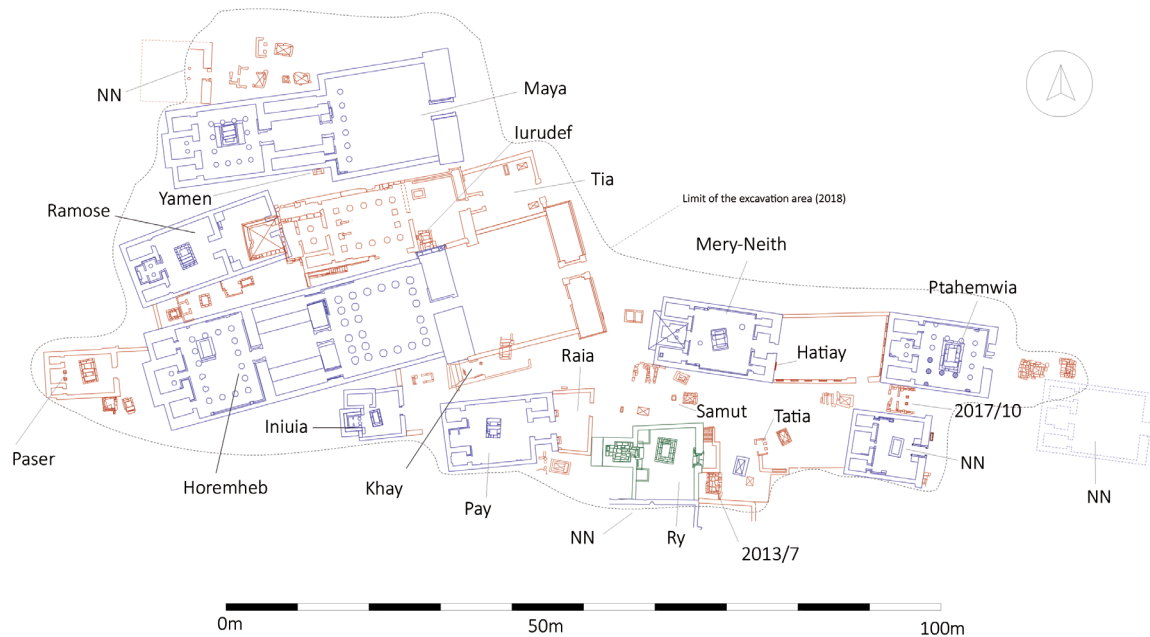 NN
Maya
Iurudef
Yamen
Tia
Ramose
Limit of the excavation area (2018)
Mery-Neith
Ptahemwia
Raia
Hatiay
Samut
Tatia
2017/10
Iniuia
Paser
NN
Horemheb
Khay
Pay
NN
NN
Ry
2013/7
0m
50m
100m